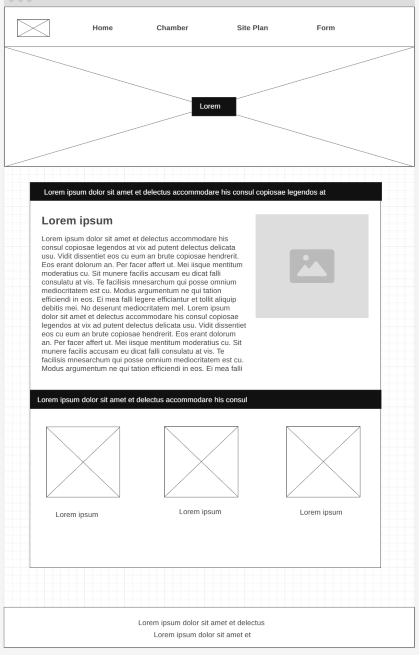 Home Chamber Site Plan Form
Lorem
Lorem ipsum dolor sit amet et delectus accommodare his consul copiosae legendos at
Lorem ipsum
Lorem ipsum dolor sit amet et delectus accommodare his
consul copiosae legendos at vix ad putent delectus delicata
usu. Vidit dissentiet eos cu eum an brute copiosae hendrerit.
Eos erant dolorum an. Per facer affert ut. Mei iisque mentitum
moderatius cu. Sit munere facilis accusam eu dicat falli
consulatu at vis. Te facilisis mnesarchum qui posse omnium
mediocritatem est cu. Modus argumentum ne qui wisi mentitum
efficiendi in eos. Ei mea falli legere efficiantur et tollit aliquip
debitis mei. No deserunt mediocritatem mel. Lorem ipsum
dolor sit amet et delectus accommodare his consul copiosae
legendos at vix ad putent delectus delicata usu. Vidit dissentiet
eos cu eum an brute copiosae hendrerit. Eos erant dolorum
an. Per facer affert ut. Mei iisque mentitum moderatius cu. Sit
munere facilis accusam eu dicat falli consulatu at vis. Te
facilisis mnesarchum qui posse omnium mediocritatem est cu.
Modus argumentum ne qui wisi efficiendi in eos. Ei mea falli
Lorem ipsum dolor sit amet et delectus accommodare his consul
Lorem ipsum Lorem ipsum Lorem ipsum
Lorem ipsum dolor sit amet et delectus
Lorem ipsum dolor sit amet et